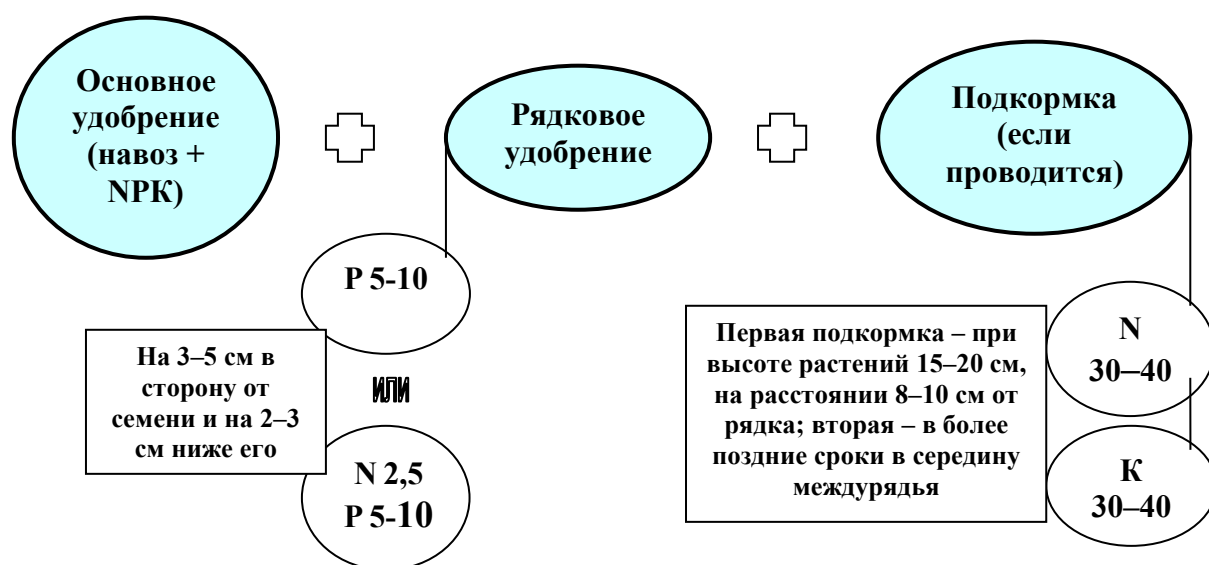 Основное
удобрение
(навоз +
NPK)
Рядковое
удобрение
Подкормка
(если
проводится)
P 5-10
На 3–5 см в
сторону от
семени и на 2–3
см ниже его
или
N 2,5
P 5-10
Первая подкормка – при
высоте растений 15–20 см,
на расстоянии 8–10 см от
рядка; вторая – в более
поздние сроки в середину
междурядья
N
30–40
К
30–40